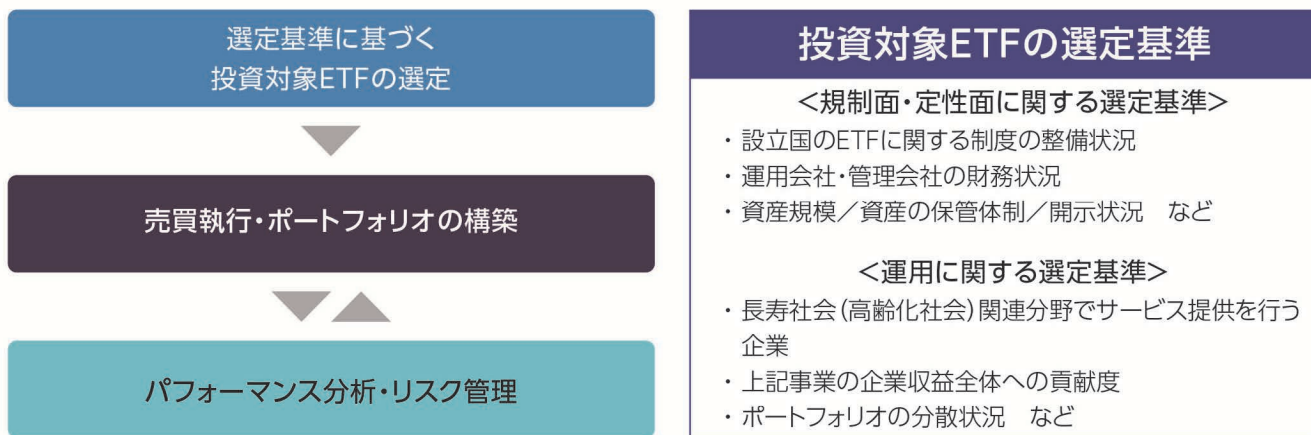 選定基準に基づく
投資対象ETFの選定
売買執行・ポートフォリオの構築
パフォーマンス分析・リスク管理
投資対象ETFの選定基準
<規制面・定性面に関する選定基準>
・設立国のETFに関する制度の整備状況
・運用会社・管理会社の財務状況
・資産規模／資産の保管体制／開示状況　など
<運用に関する選定基準>
・長寿社会(高齢化社会)関連分野でサービス提供を行う
企業
・上記事業の企業収益全体への貢献度
・ポートフォリオの分散状況　など